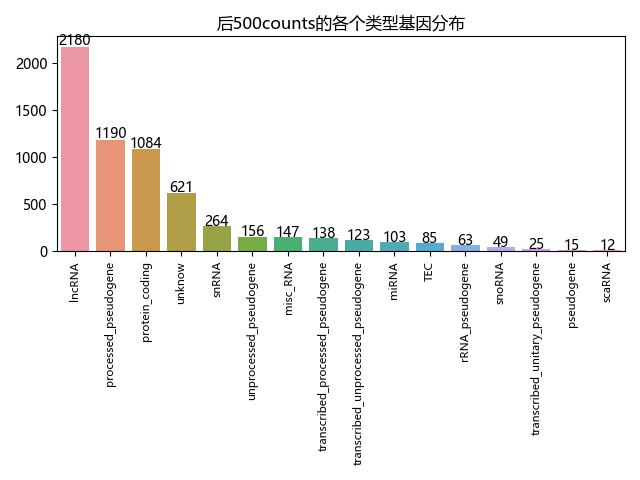 后500counts的各个类型基因分布
2180
2000
1190
1084
1500
1000
621
500
264
156
147
138
123
103
85
63
49
25
15
12
0
lncRNA
processed_pseudogene
protein_coding
unknow
snRNA
unprocessed_pseudogene
misc_RNA
transcribed_processed_pseudogene
transcribed_unprocessed_pseudogene
miRNA
TEC
rRNA_pseudogene
snoRNA
transcribed_unitary_pseudogene
pseudogene
scaRNA